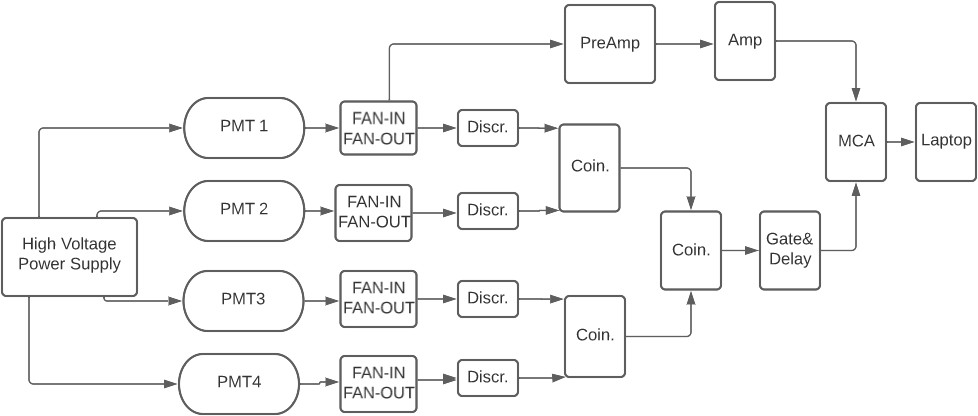 PreAmp
Amp
PMT 1
FAN-IN
FAN-OUT
Discr.
Coin.
MCA
Laptop
PMT 2
FAN-IN
FAN-OUT
Discr.
High Voltage
Power Supply
Coin.
Gate&
Delay
PMT3
FAN-IN
FAN-OUT
Discr.
Coin.
PMT4
FAN-IN
FAN-OUT
Discr.